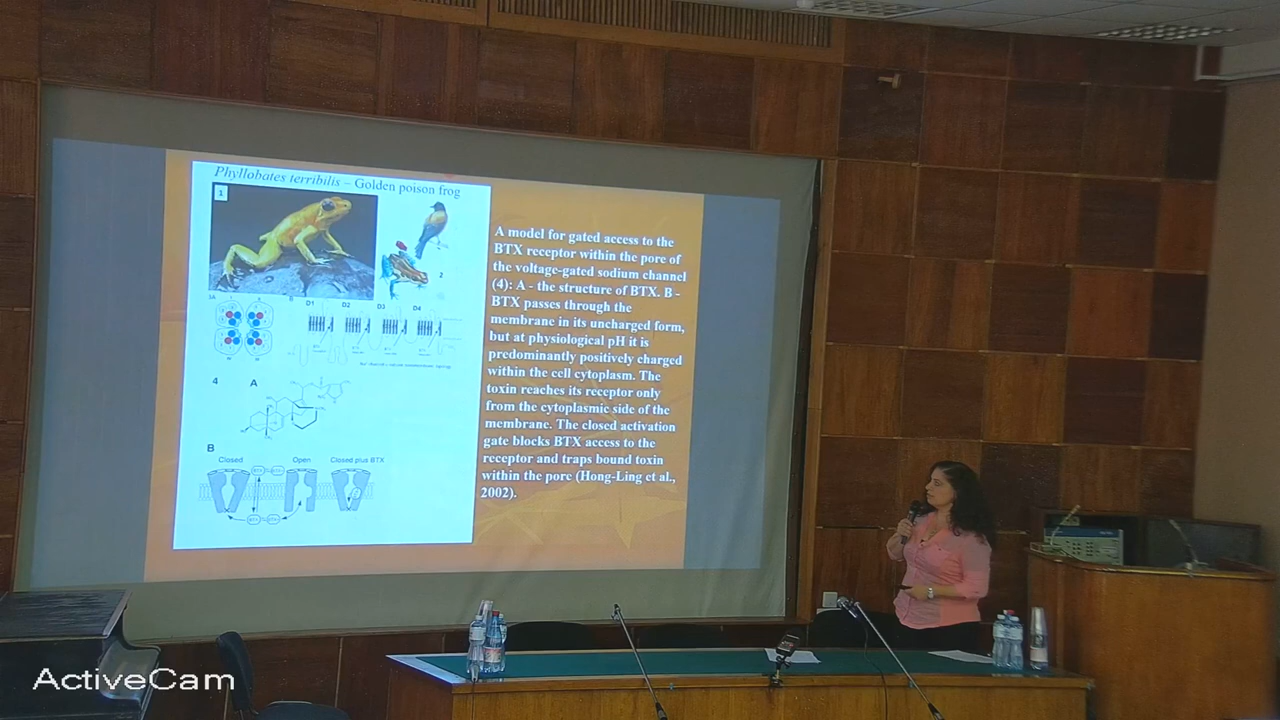 Phyllobates terribilis – Golden poison frog
1
2
3A
B
D1 D2 D3 D4
4 A
B
Closed Open Closed plus BTX
BTX
BTX
A model for gated access to the
BTX receptor within the pore of
the voltage-gated sodium channel
(4): A - the structure of BTX. B -
BTX passes through the
membrane in its uncharged form,
but at physiological pH it is
predominantly positively charged
within the cell cytoplasm. The
toxin reaches its receptor only
from the cytoplasmic side of the
membrane. The closed activation
gate blocks BTX access to the
receptor and traps bound toxin
within the pore (Hong-Ling et al.,
2002).
ActiveCam